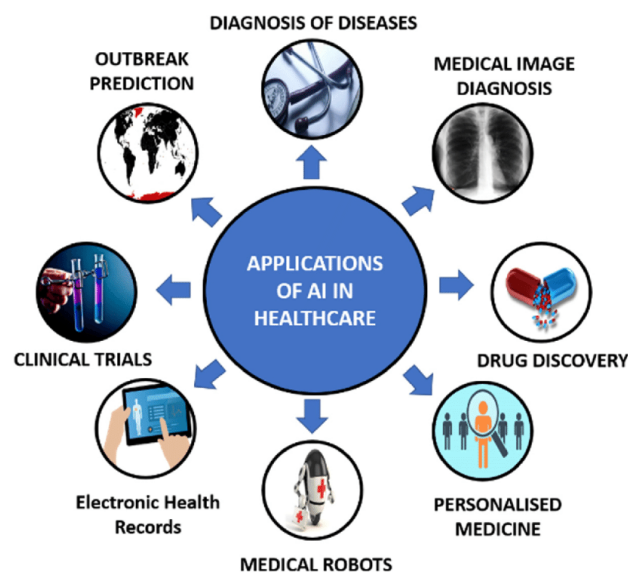 DIAGNOSIS OF DISEASES
OUTBREAK
PREDICTION
MEDICAL IMAGE
DIAGNOSIS
APPLICATIONS
OF AI IN
HEALTHCARE
CLINICAL TRIALS
DRUG DISCOVERY
Electronic Health
Records
PERSONALISED
MEDICINE
MEDICAL ROBOTS